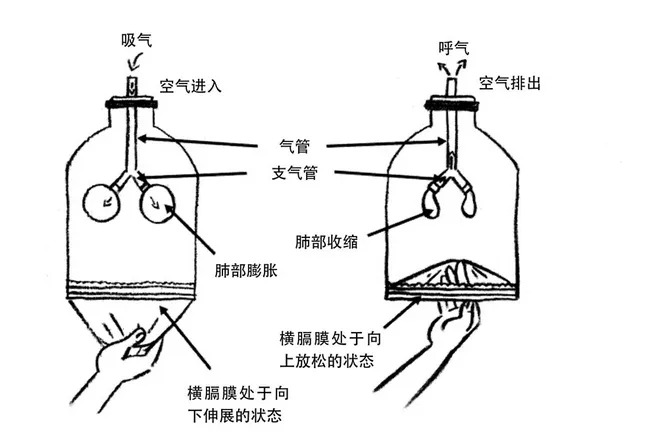 吸气
空气进入
呼气
空气排出
气管
支气管
肺部膨胀
肺部收缩
横膈膜处于向
下伸展的状态
横膈膜处于向
上放松的状态